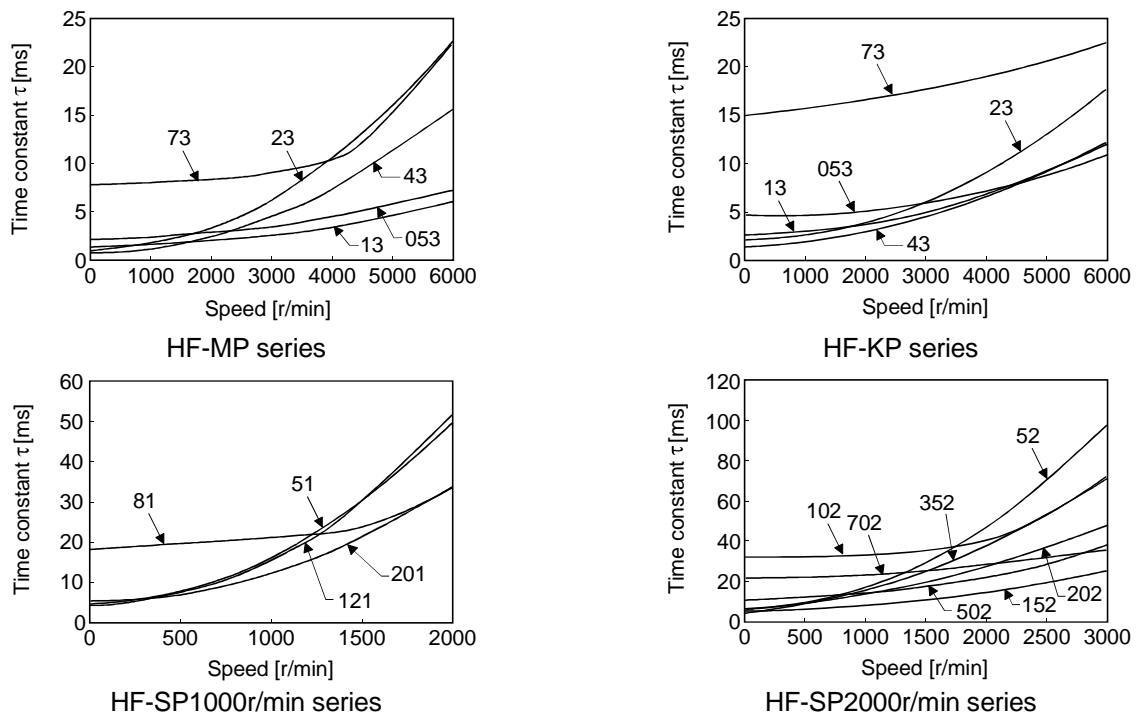 25
20
15
10
5
0
0 1000 2000 3000 4000 5000 6000
Time constant τ [ms]
Speed [r/min]
73
23
43
053
13
HF-MP series
25
20
15
10
5
0
0 1000 2000 3000 4000 5000 6000
Time constant τ [ms]
Speed [r/min]
73
23
053
13
43
HF-KP series
60
50
40
30
20
10
0
0 500 1000 1500 2000
Time constant τ [ms]
Speed [r/min]
81
51
201
121
HF-SP1000r/min series
120
100
80
60
40
20
0
0 500 1000 1500 2000 2500 3000
Time constant τ [ms]
Speed [r/min]
52
102
702
352
502
152
202
HF-SP2000r/min series